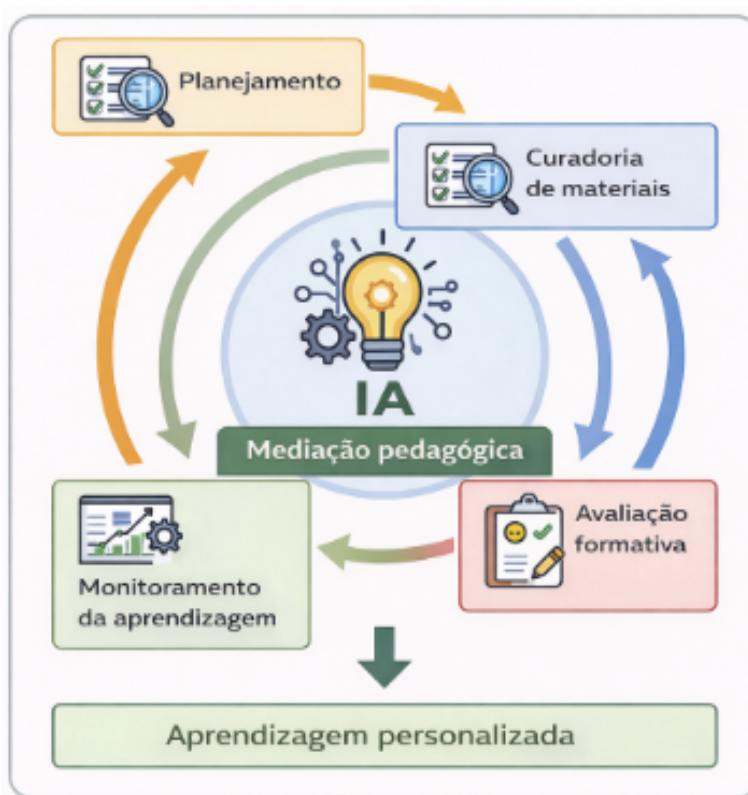 Planejamento
Curadoria
de materiais
IA
Mediação pedagógica
Avaliação
formativa
Monitoramento
da aprendizagem
Aprendizagem personalizada